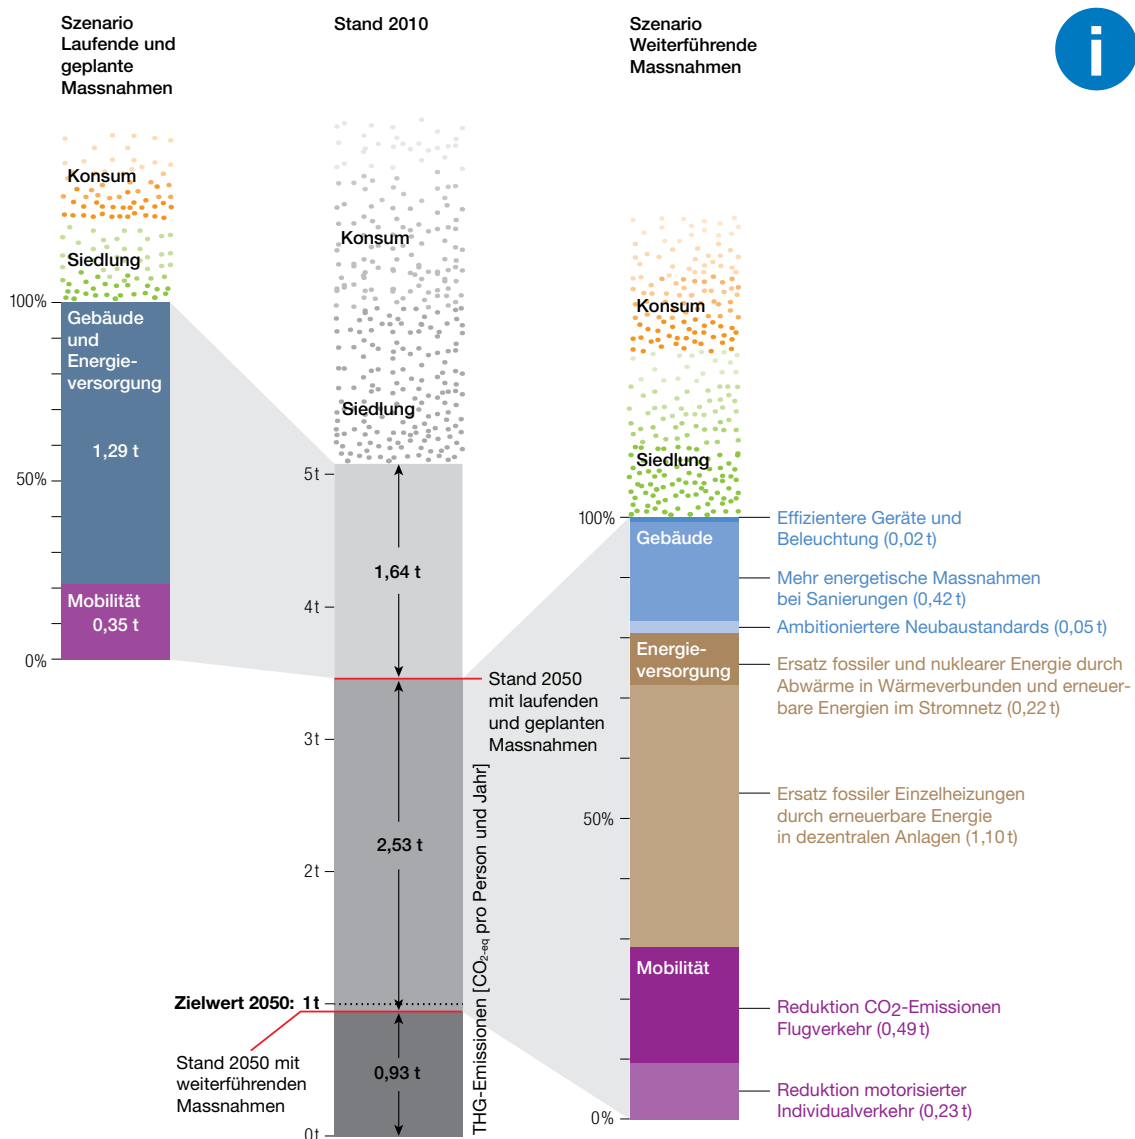 Szenario
Laufende und
geplante
Massnahmen
Konsum
Siedlung
100%
50%
0%
Gebäude
und
Energie-
versorgung
1,29 t
Mobilität
0,35 t
Stand 2010
Konsum
Siedlung
5t
4t
3t
2t
Zielwert 2050: 1t
0t
1,64 t
2,53 t
0,93 t
Stand 2050
mit laufenden
und geplanten
Massnahmen
Stand 2050 mit
weiterführenden
Massnahmen
THG-Emissionen [CO2-eq pro Person und Jahr]
Szenario
Weiterführende
Massnahmen
i
Konsum
Siedlung
100%
50%
0%
Gebäude
Energie-
versorgung
Mobilität
Effizientere Geräte und
Beleuchtung (0,02 t)
Mehr energetische Massnahmen
bei Sanierungen (0,42 t)
Ambitioniertere Neubaustandards (0,05 t)
Ersatz fossiler und nuklearer Energie durch
Abwärme in Wärmeverbunden und erneuer-
bare Energien im Stromnetz (0,22 t)
Ersatz fossiler Einzelheizungen
durch erneuerbare Energie
in dezentralen Anlagen (1,10 t)
Reduktion CO2-Emissionen
Flugverkehr (0,49 t)
Reduktion motorisierter
Individualverkehr (0,23 t)